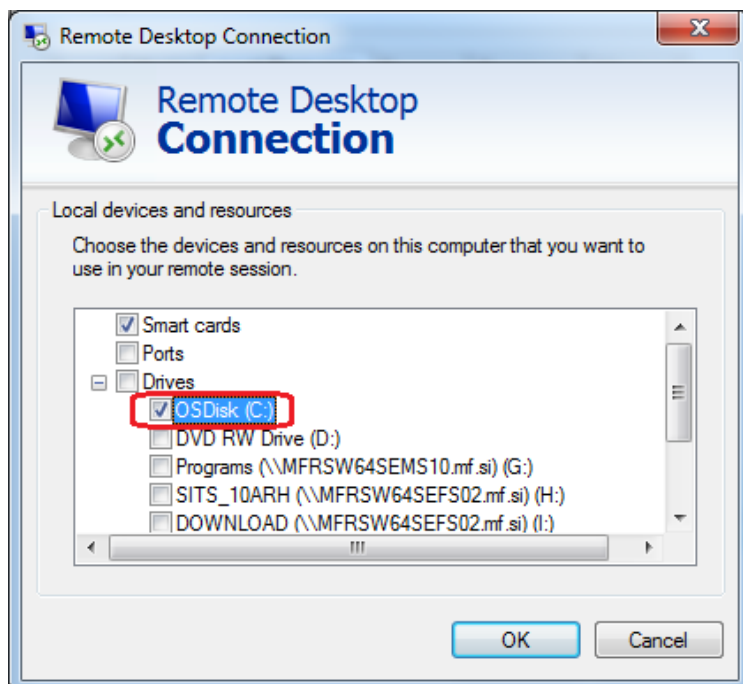 Remote Desktop Connection
Remote Desktop
Connection
Local devices and resources
Choose the devices and resources on this computer that you want to
use in your remote session.
Smart cards
Ports
Drives
OSDisk (C:)
DVD RW Drive (D:)
Programs (\\MFRSW64SEMS10.mf.si) (G:)
SITS_10ARH (\\MFRSW64SEFS02.mf.si) (H:)
DOWNLOAD (\\MFRSW64SEFS02.mf.si) (I:)
OK Cancel